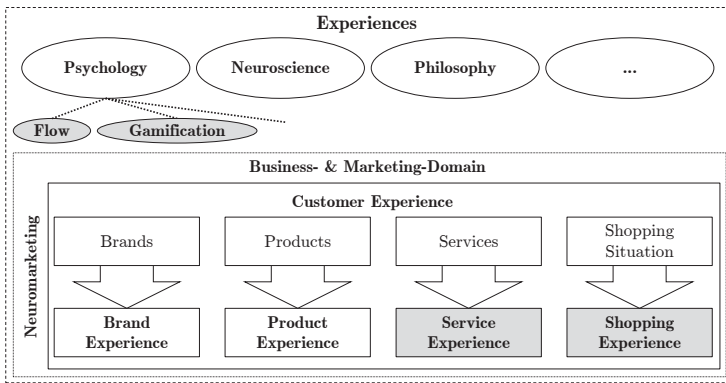 Experiences
Psychology
Neuroscience
Philosophy
...
Flow
Gamification
Business- & Marketing-Domain
Neuromarketing
Customer Experience
Brands
Products
Services
Shopping
Situation
Brand
Experience
Product
Experience
Service
Experience
Shopping
Experience